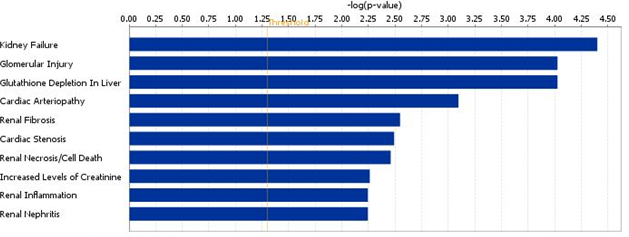 -log(p-value)
0.00 0.25 0.50 0.75 1.00 1.25 1.50 1.75 2.00 2.25 2.50 2.75 3.00 3.25 3.50 3.75 4.00 4.25 4.50
Threshold
Kidney Failure
Glomerular Injury
Glutathione Depletion In Liver
Cardiac Arteriopathy
Renal Fibrosis
Cardiac Stenosis
Renal Necrosis/Cell Death
Increased Levels of Creatinine
Renal Inflammation
Renal Nephritis